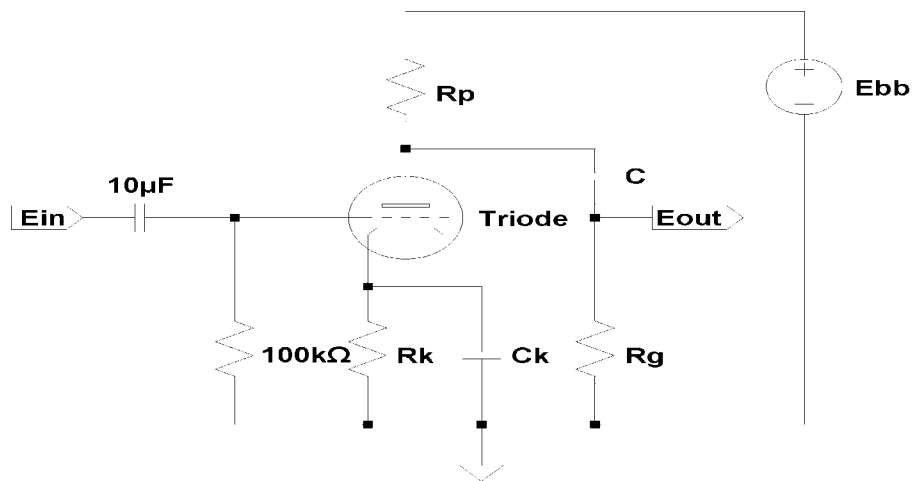 Rp
Ebb
10µF
C
Ein
Triode
Eout
100kΩ
Rk
Ck
Rg